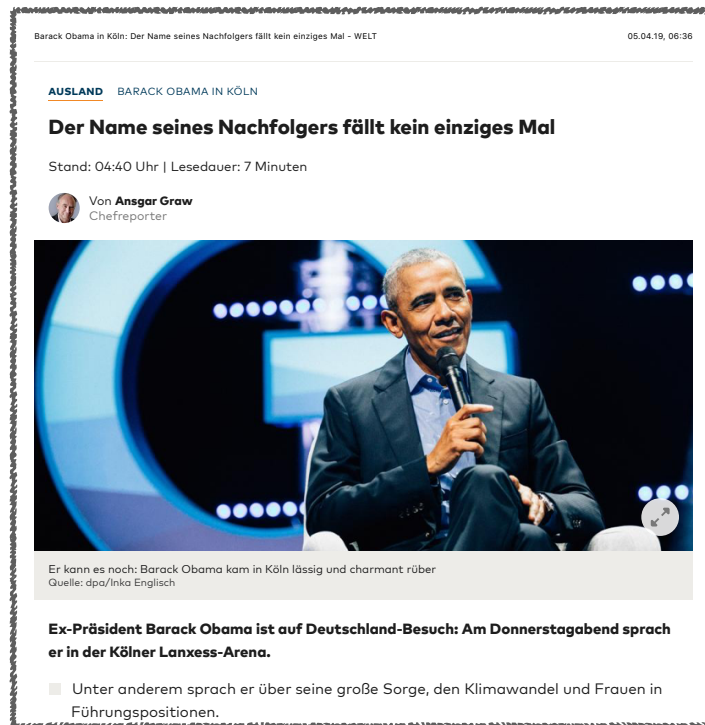 Barack Obama in Köln: Der Name seines Nachfolgers fällt kein einziges Mal - WELT
05.04.19, 06:36
AUSLAND BARACK OBAMA IN KÖLN
Der Name seines Nachfolgers fällt kein einziges Mal
Stand: 04:40 Uhr | Lesedauer: 7 Minuten
Von Ansgar Graw
Chefreporter
Er kann es noch: Barack Obama kam in Köln lässig und charmant rüber
Quelle: dpa/Inka Englisch
Ex-Präsident Barack Obama ist auf Deutschland-Besuch: Am Donnerstagabend sprach
er in der Kölner Lanxess-Arena.
Unter anderem sprach er über seine große Sorge, den Klimawandel und Frauen in
Führungspositionen.